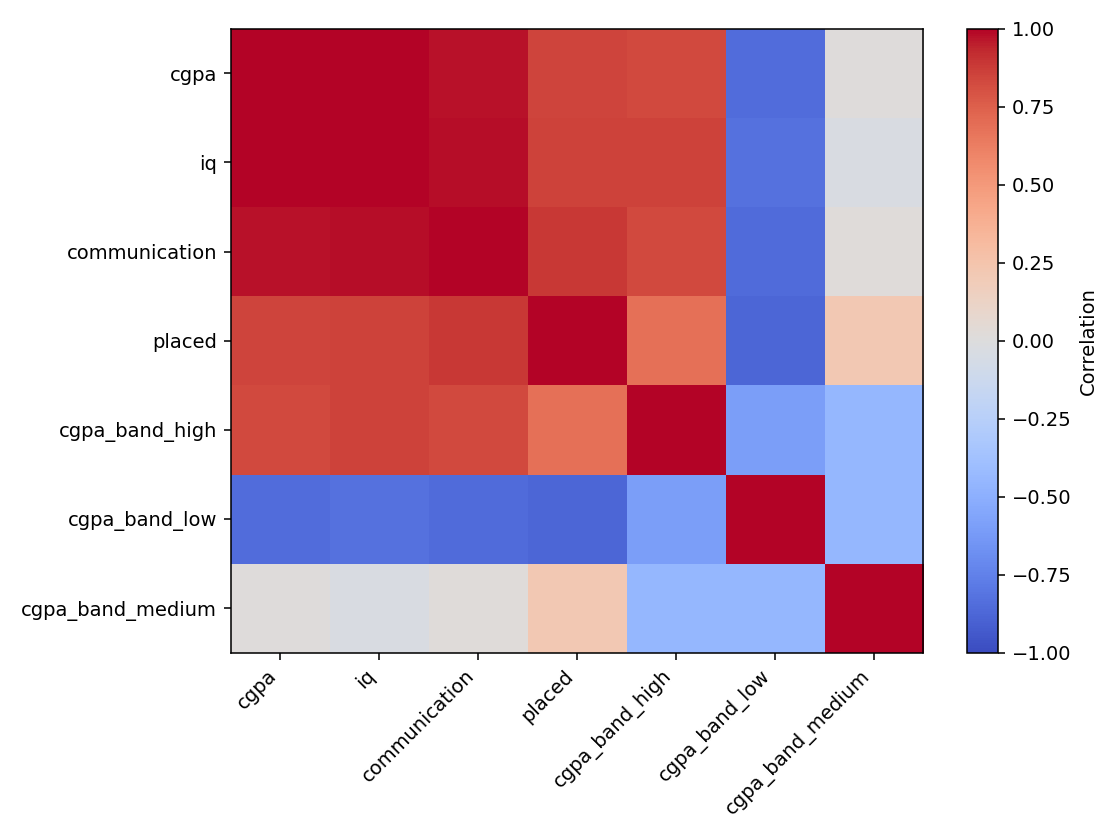 cgpa
iq
communication
placed
cgpa_band_high
cgpa_band_low
cgpa_band_medium
cgpa
iq
communication
placed
cgpa_band_high
cgpa_band_low
cgpa_band_medium
1.00
0.75
0.50
0.25
0.00
−0.25
−0.50
−0.75
−1.00
Correlation